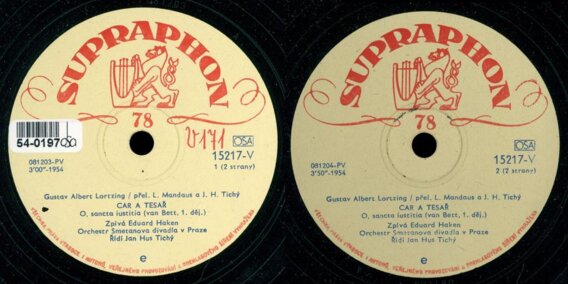 SUPRAPHON
78
54-0197
V171
OSA
081203-PV
3'00"-1954
15217-V
1 (2 strany)
Gustav Albert Lortzing / přel. L. Mandaus a J. H. Tichý
CAR A TESAŘ
O, sancta iustitia (van Bett, 1. děj.)
Zpívá Eduard Haken
Orchestr Smetanova divadla v Praze
Řídí Jan Hus Tichý
e
SUPRAPHON
78
OSA
081204-PV
3'50"-1954
15217-V
2 (2 strany)
Gustav Albert Lortzing / přel. L. Mandaus a J. H. Tichý
CAR A TESAŘ
O, sancta iustitia (van Bett, 1. děj.)
Zpívá Eduard Haken
Orchestr Smetanova divadla v Praze
Řídí Jan Hus Tichý
e